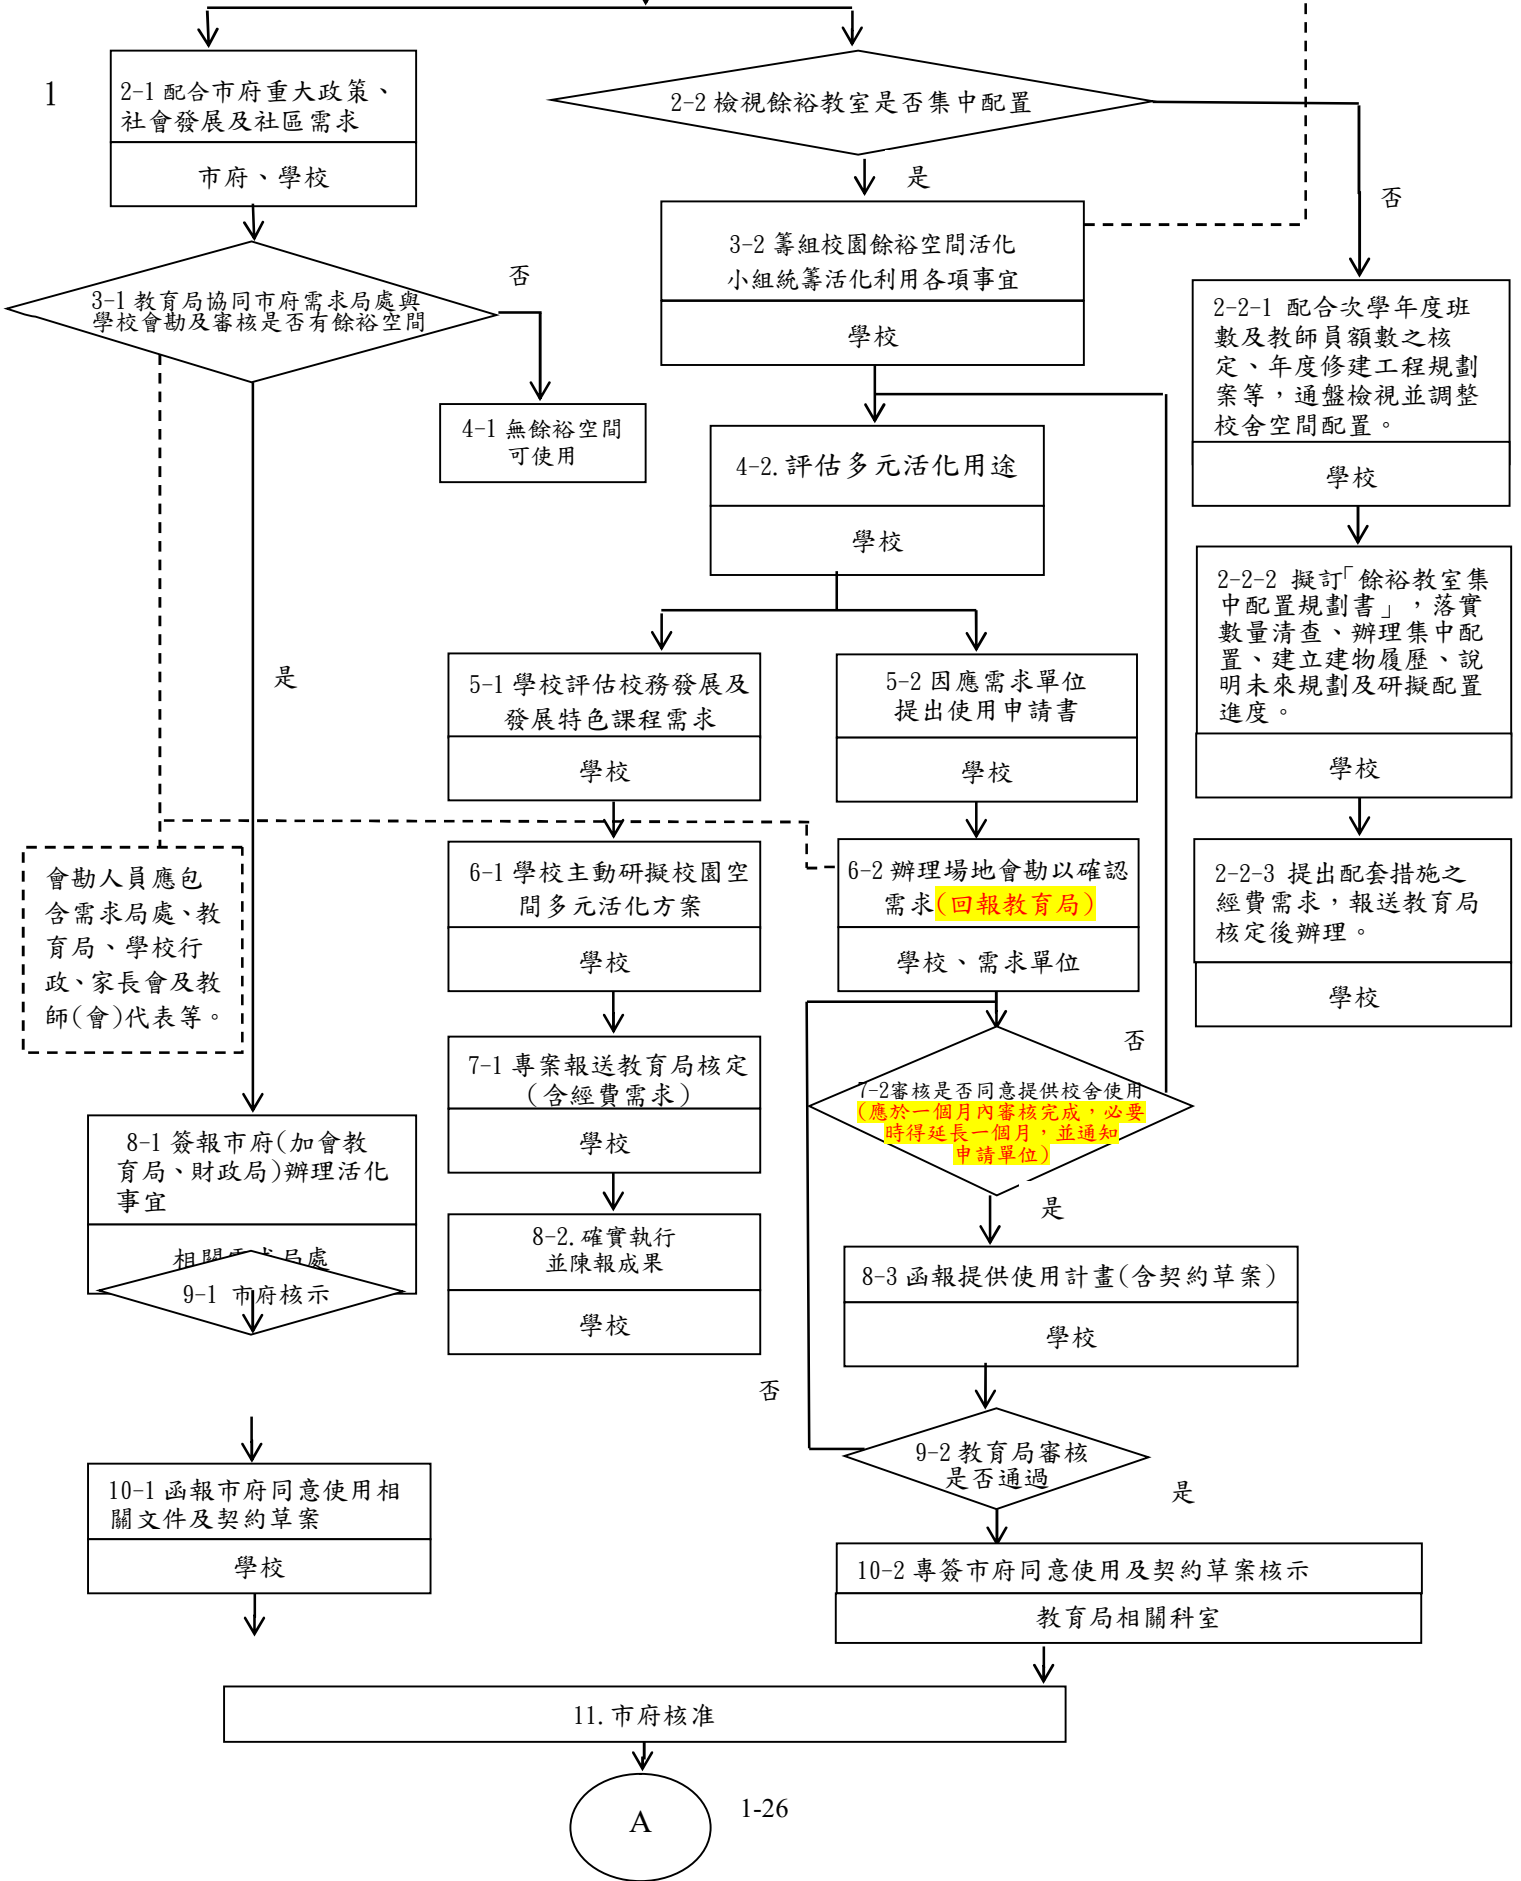 1
2-1 配合市府重大政策、
社會發展及社區需求
市府、學校
2-2 檢視餘裕教室是否集中配置
是
否
3-1 教育局協同市府需求局處與
學校會勘及審核是否有餘裕空間
否
是
4-1 無餘裕空間
可使用
3-2 籌組校園餘裕空間活化
小組統籌活化利用各項事宜
學校
2-2-1 配合次學年度班
數及教師員額數之核
定、年度修建工程規劃
案等，通盤檢視並調整
校舍空間配置。
學校
4-2.評估多元活化用途
學校
2-2-2 擬訂「餘裕教室集
中配置規劃書」，落實
數量清查、辦理集中配
置、建立建物履歷、說
明未來規劃及研擬配置
進度。
學校
5-1 學校評估校務發展及
發展特色課程需求
學校
5-2 因應需求單位
提出使用申請書
學校
會勘人員應包
含需求局處、教
育局、學校行
政、家長會及教
師(會)代表等。
6-1 學校主動研擬校園空
間多元活化方案
學校
6-2 辦理場地會勘以確認
需求(回報教育局)
學校、需求單位
2-2-3 提出配套措施之
經費需求，報送教育局
核定後辦理。
學校
7-1 專案報送教育局核定
(含經費需求)
學校
否
7-2審核是否同意提供校舍使用
(應於一個月內審核完成，必要
時得延長一個月，並通知
申請單位)
是
8-1 簽報市府(加會教
育局、財政局)辦理活化
事宜
相關需求局處
9-1 市府核示
8-2.確實執行
並陳報成果
學校
8-3 函報提供使用計畫(含契約草案)
學校
否
9-2 教育局審核
是否通過
是
10-1 函報市府同意使用相
關文件及契約草案
學校
10-2 專簽市府同意使用及契約草案核示
教育局相關科室
11.市府核准
A
1-26